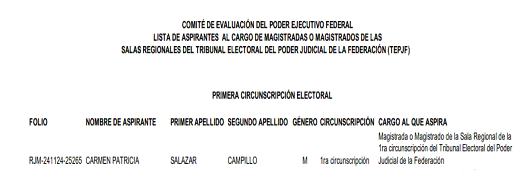 COMITÉ DE EVALUACIÓN DEL PODER EJECUTIVO FEDERAL
LISTA DE ASPIRANTES AL CARGO DE MAGISTRADAS O MAGISTRADOS DE LAS
SALAS REGIONALES DEL TRIBUNAL ELECTORAL DEL PODER JUDICIAL DE LA FEDERACIÓN (TEPJF)
PRIMERA CIRCUNSCRIPCIÓN ELECTORAL
FOLIO NOMBRE DE ASPIRANTE PRIMER APELLIDO SEGUNDO APELLIDO GÉNERO CIRCUNSCRIPCIÓN CARGO AL QUE ASPIRA
Magistrada o Magistrado de la Sala Regional de la
1ra circunscripción del Tribunal Electoral del Poder
RJM-241124-25265 CARMEN PATRICIA SALAZAR CAMPILLO M 1ra circunscripción Judicial de la Federación